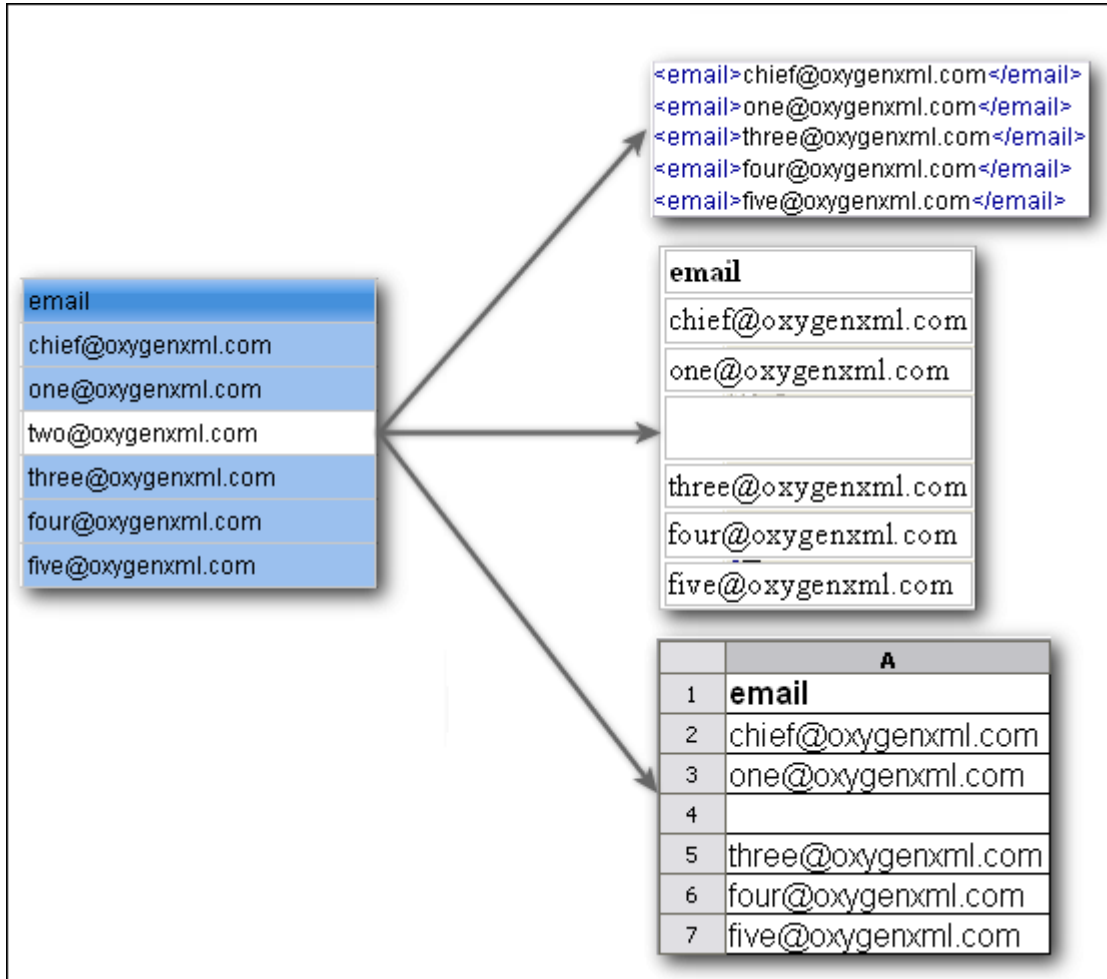 email
chief@oxygenxml.com
one@oxygenxml.com
two@oxygenxml.com
three@oxygenxml.com
four@oxygenxml.com
five@oxygenxml.com
<email>chief@oxygenxml.com</email>
<email>one@oxygenxml.com</email>
<email>three@oxygenxml.com</email>
<email>four@oxygenxml.com</email>
<email>five@oxygenxml.com</email>
email
chief@oxygenxml.com
one@oxygenxml.com
three@oxygenxml.com
four@oxygenxml.com
five@oxygenxml.com
A
1 email
2 chief@oxygenxml.com
3 one@oxygenxml.com
4
5 three@oxygenxml.com
6 four@oxygenxml.com
7 five@oxygenxml.com